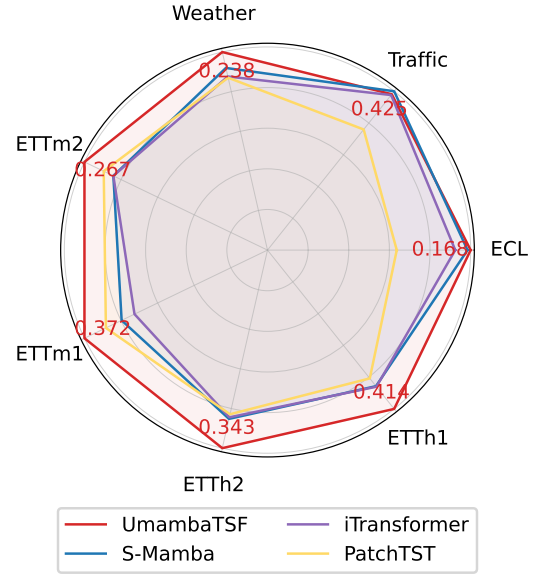 Weather
Traffic
0.238
0.425
ETTm2
0.267
0.168
ECL
0.372
ETTm1
0.414
0.343
ETTh1
ETTh2
UmambaTSF
iTransformer
S-Mamba
PatchTST